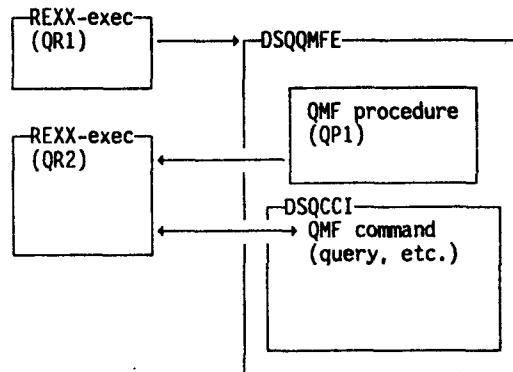 REXX-exec
(QR1)
DSQQMFE
QMF procedure
(QP1)
REXX-exec
(QR2)
DSQCCI
QMF command
(query, etc.)